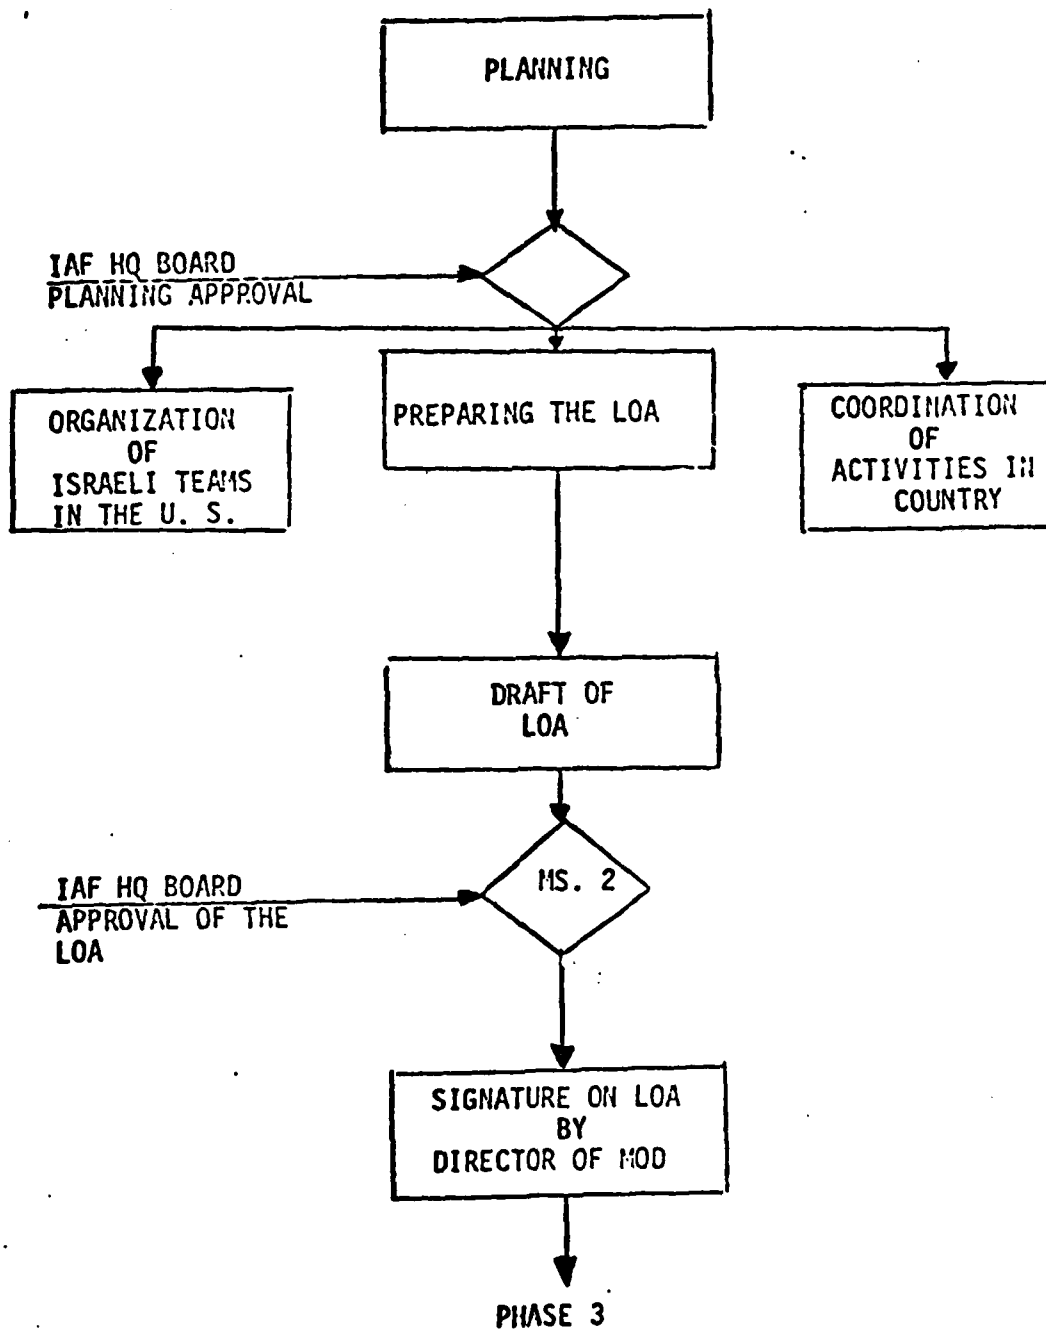 PLANNING
IAF HQ BOARD
PLANNING APPPROVAL
ORGANIZATION
OF
ISRAELI TEAMS
IN THE U. S.
PREPARING THE LOA
COORDINATION
OF
ACTIVITIES IN
COUNTRY
DRAFT OF
LOA
MS. 2
IAF HQ BOARD
APPROVAL OF THE
LOA
SIGNATURE ON LOA
BY
DIRECTOR OF MOD
PHASE 3